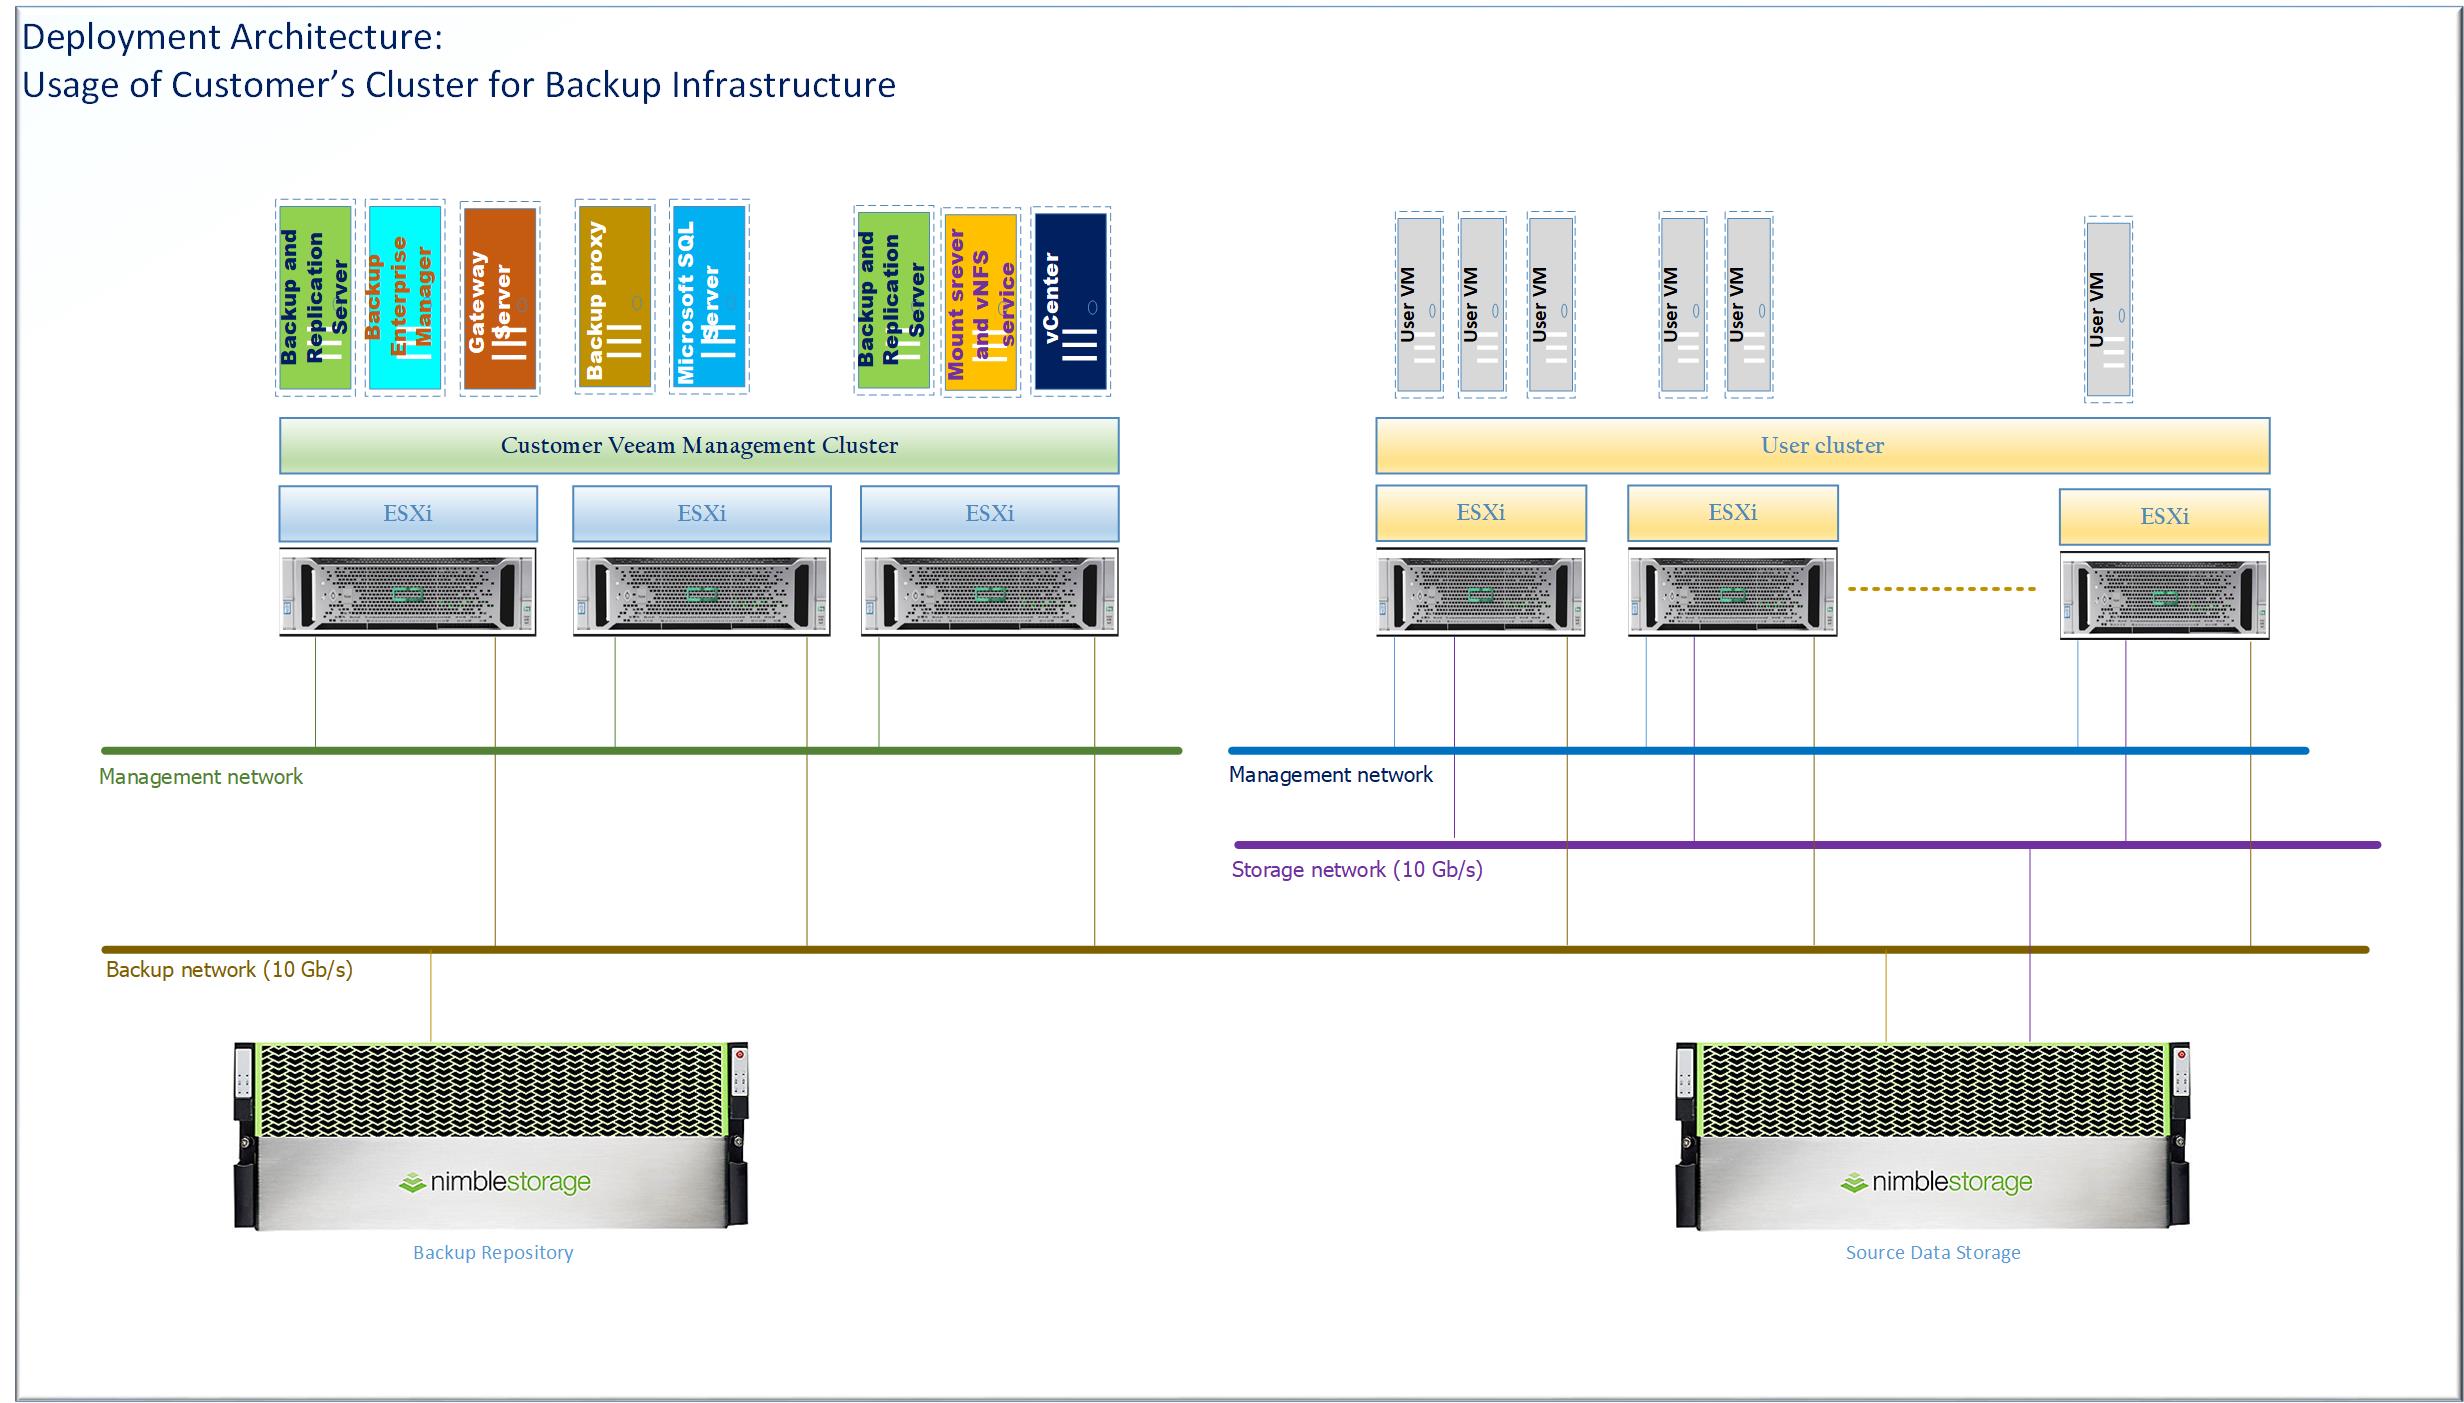 Deployment Architecture:
Usage of Customer's Cluster for Backup Infrastructure
Backup and
Replication
Server
Backup
Enterprise
Manager
Gateway
Server
Backup proxy
Microsoft SQL
Server
Backup and
Replication
Server
Mount srever
and vNFS
service
vCenter
User VM
User VM
User VM
User VM
User VM
User VM
Customer Veeam Management Cluster
User cluster
ESXi
ESXi
ESXi
ESXi
ESXi
ESXi
Management network
Management network
Storage network (10 Gb/s)
Backup network (10 Gb/s)
nimblestorage
nimblestorage
Backup Repository
Source Data Storage